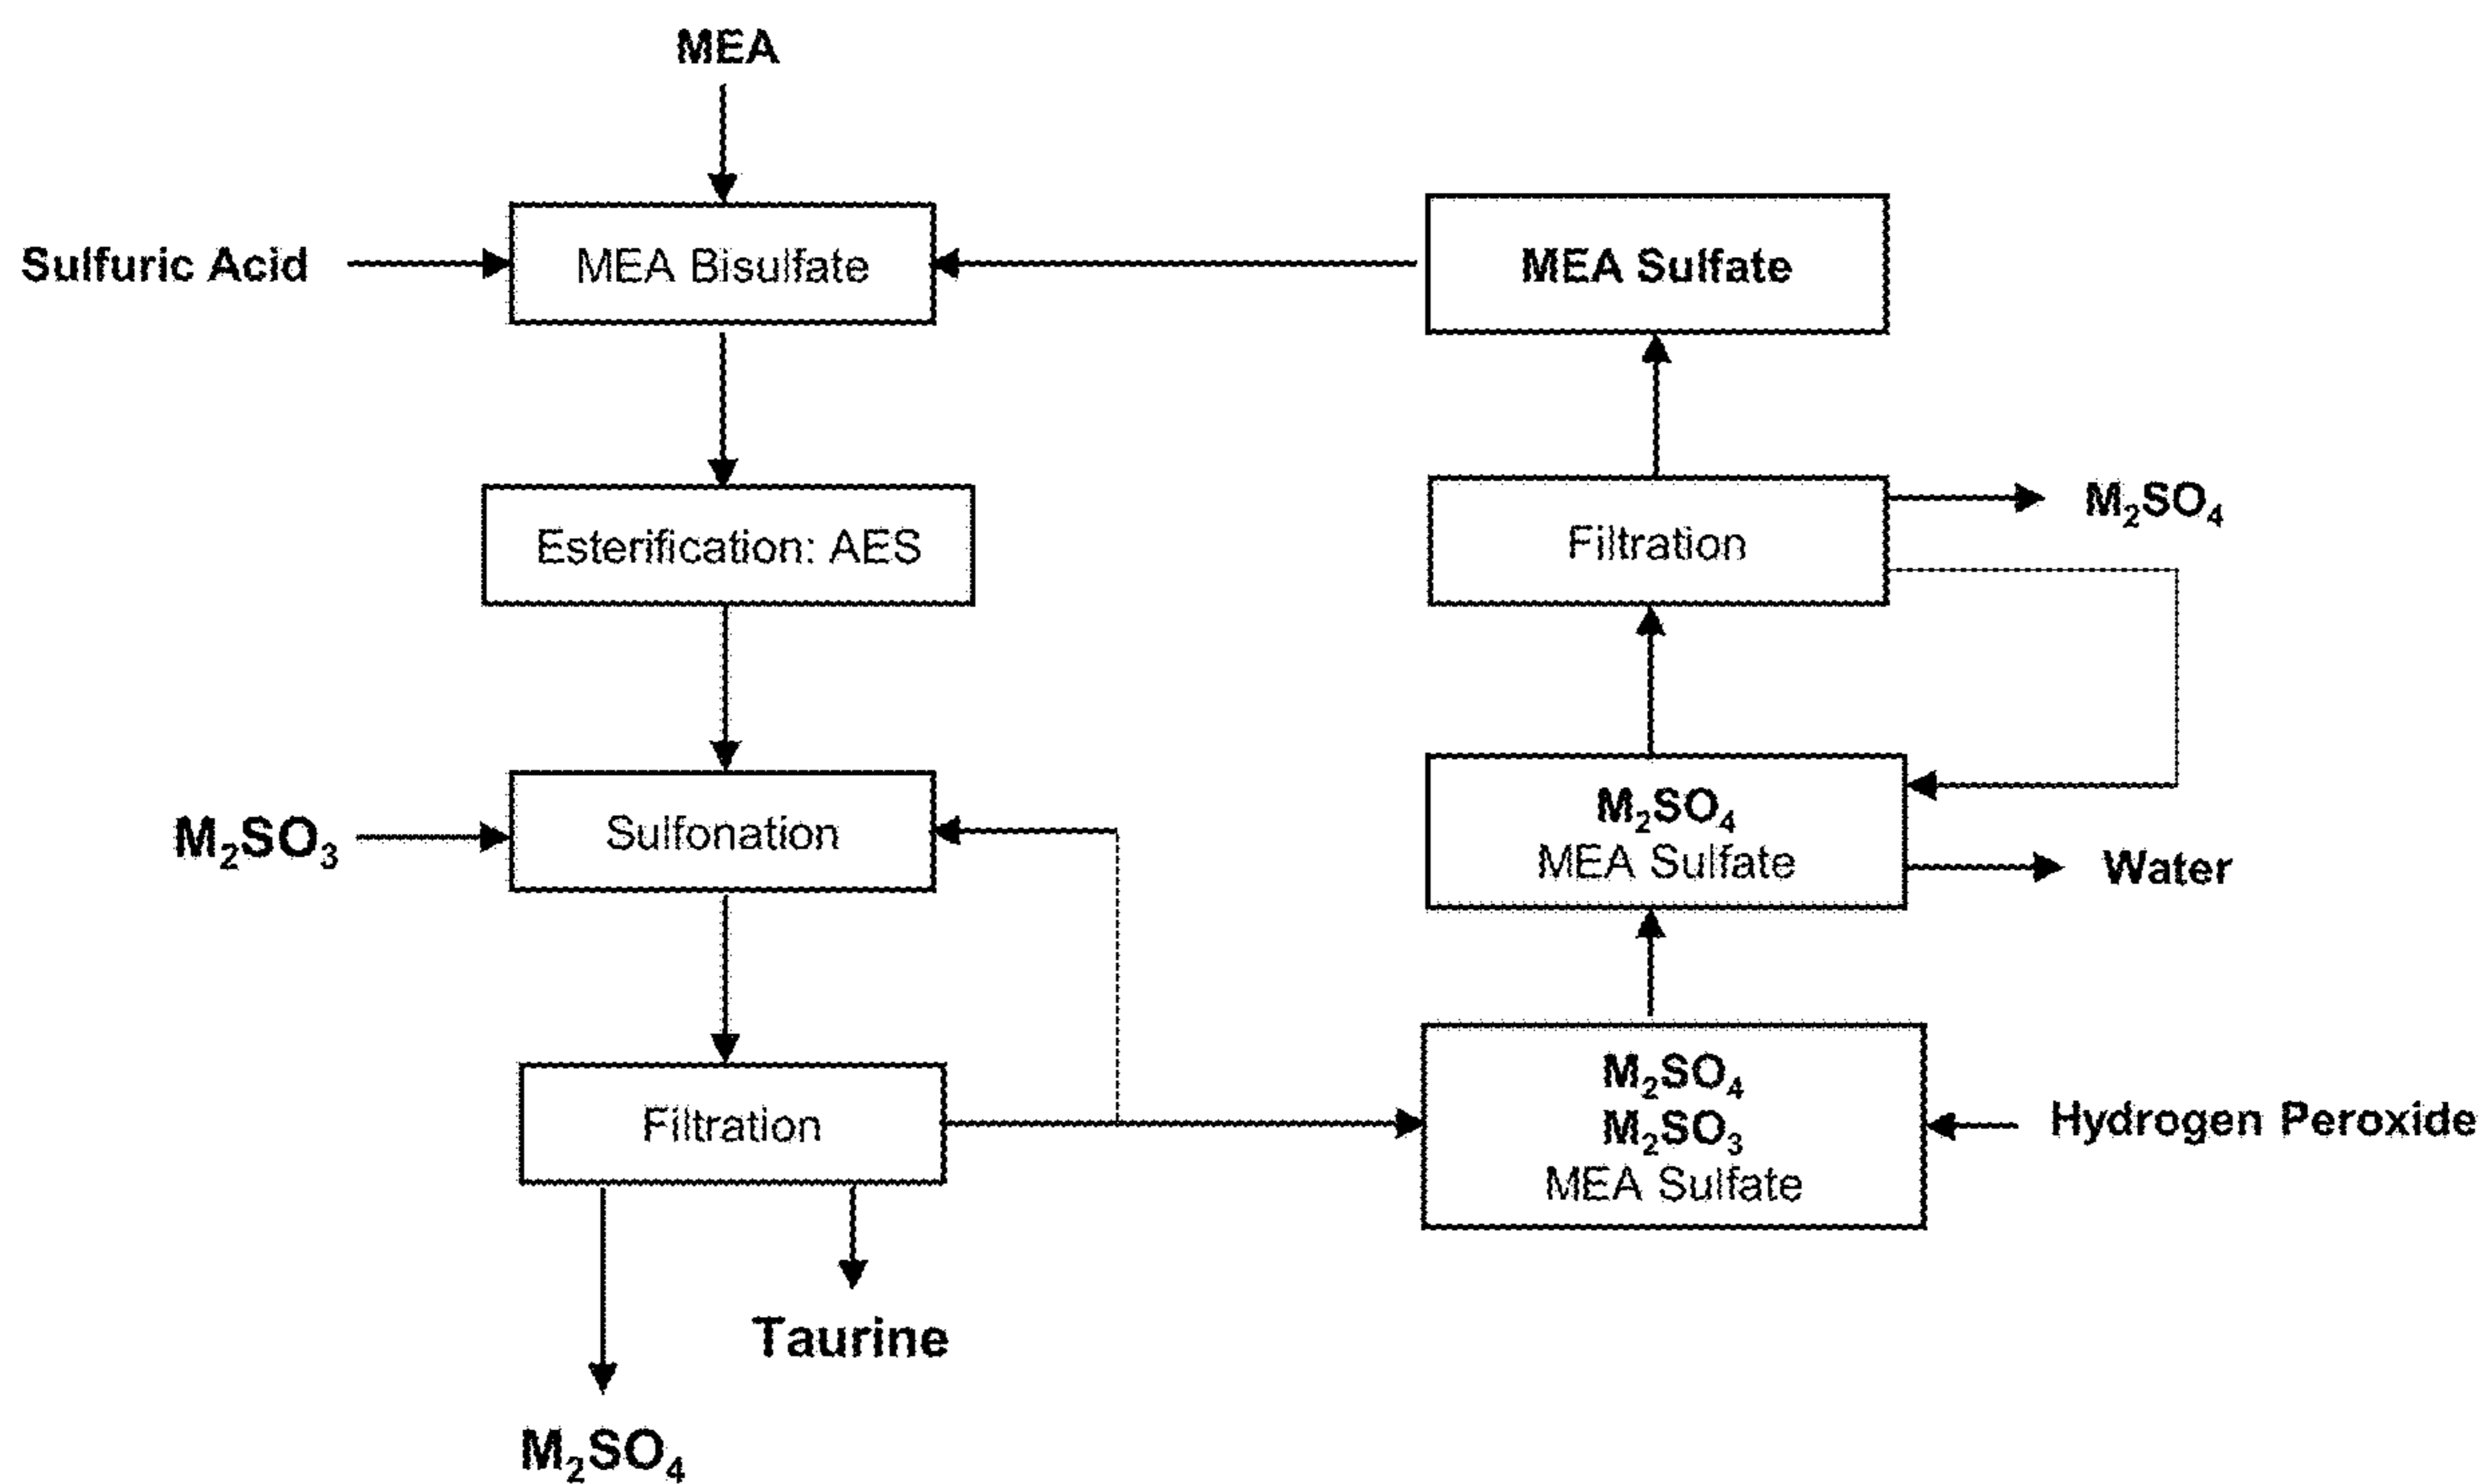 MEA
Sulfuric Acid
MEA Bisulfate
MEA Sulfate
Esterification: AES
Filtration
M₂SO₄
M₂SO₃
Sulfonation
M₂SO₄
MEA Sulfate
Water
Filtration
M₂SO₄
M₂SO₃
MEA Sulfate
Hydrogen Peroxide
Taurine
M₂SO₄